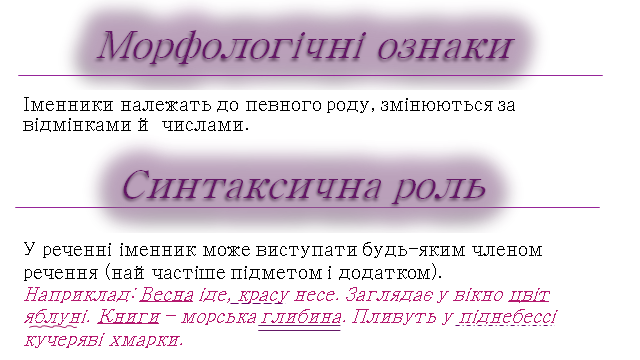 Морфологічні ознаки
Іменники належать до певного роду, змінюються за
відмінками й числами.
Синтаксична роль
У реченні іменник може виступати будь-яким членом
речення (найчастіше підметом і додатком).
Наприклад: Весна іде, красу несе. Заглядає у вікно цвіт
яблуні. Книги – морська глибина. Пливуть у піднебессі
кучеряві хмарки.